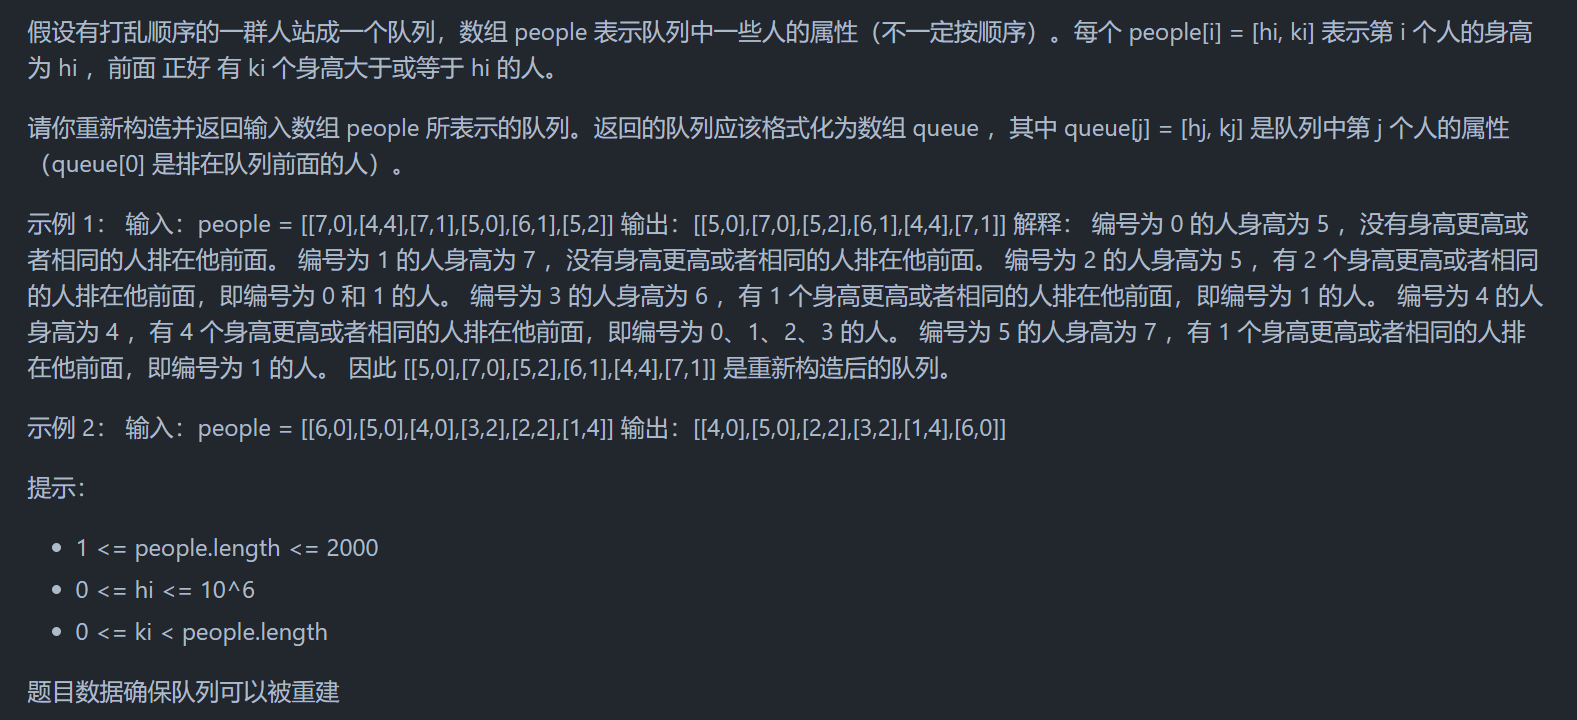 假设有打乱顺序的一群人站成一个队列，数组 people 表示队列中一些人的属性（不一定按顺序）。每个 people[i] = [hi, ki] 表示第 i 个人的身高
为 hi ，前面 正好 有 ki 个身高大于或等于 hi 的人。
请你重新构造并返回输入数组 people 所表示的队列。返回的队列应该格式化为数组 queue ，其中 queue[j] = [hj, kj] 是队列中第 j 个人的属性
（queue[0] 是排在队列前面的人）。
示例 1： 输入：people = [[7,0],[4,4],[7,1],[5,0],[6,1],[5,2]] 输出：[[5,0],[7,0],[5,2],[6,1],[4,4],[7,1]] 解释： 编号为 0 的人身高为 5 ，没有身高更高或
者相同的人排在他前面。 编号为 1 的人身高为 7 ，没有身高更高或者相同的人排在他前面。 编号为 2 的人身高为 5 ，有 2 个身高更高或者相同
的人排在他前面，即编号为 0 和 1 的人。 编号为 3 的人身高为 6 ，有 1 个身高更高或者相同的人排在他前面，即编号为 1 的人。 编号为 4 的人
身高为 4 ，有 4 个身高更高或者相同的人排在他前面，即编号为 0、1、2、3 的人。 编号为 5 的人身高为 7 ，有 1 个身高更高或者相同的人排
在他前面，即编号为 1 的人。 因此 [[5,0],[7,0],[5,2],[6,1],[4,4],[7,1]] 是重新构造后的队列。
示例 2： 输入：people = [[6,0],[5,0],[4,0],[3,2],[2,2],[1,4]] 输出：[[4,0],[5,0],[2,2],[3,2],[1,4],[6,0]]
提示：
• 1 <= people.length <= 2000
• 0 <= hi <= 10^6
• 0 <= ki < people.length
题目数据确保队列可以被重建